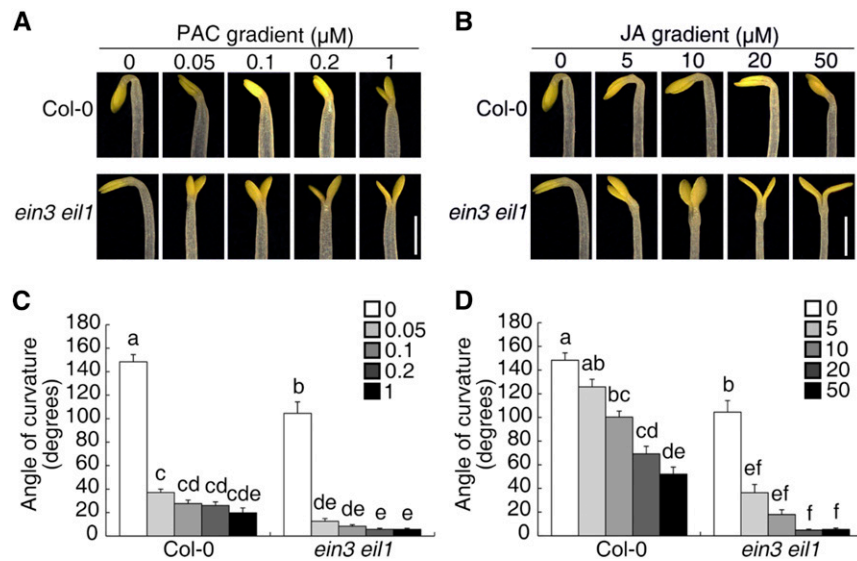 A
PAC gradient (µM)
0 0.05 0.1 0.2 1
Col-0
ein3 eil1
B
JA gradient (µM)
0 5 10 20 50
Col-0
ein3 eil1
C
Angle of curvature
(degrees)
180
160
140
120
100
80
60
40
20
0
a
c cd cd cde
b
de de e e
Col-0 ein3 eil1
0
0.05
0.1
0.2
1
D
Angle of curvature
(degrees)
180
160
140
120
100
80
60
40
20
0
a ab bc cd de
b ef ef f f
Col-0 ein3 eil1
0
5
10
20
50